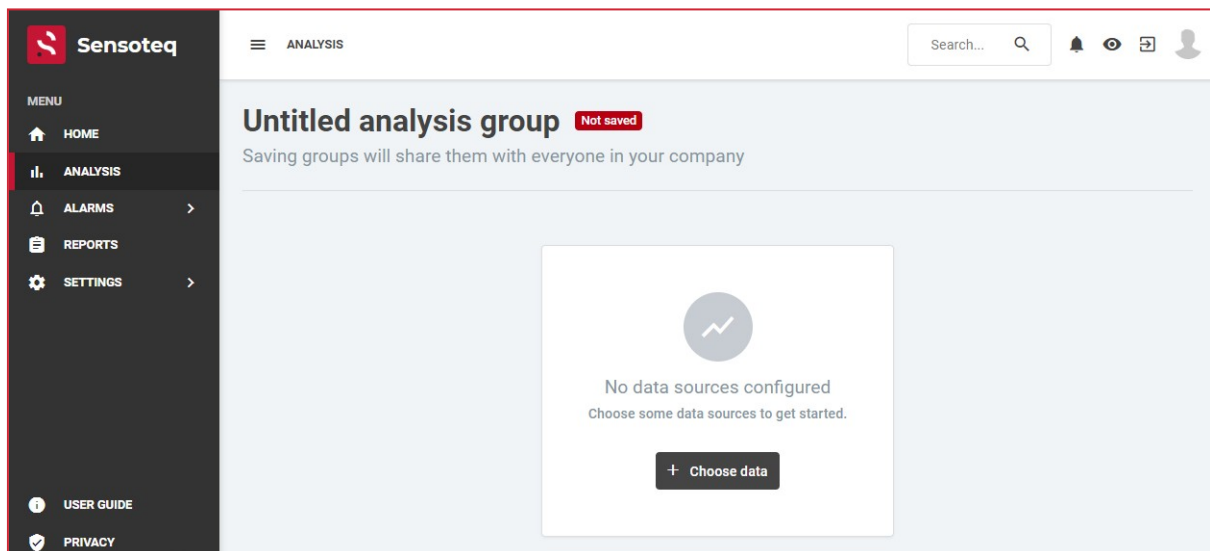 Sensoteq
ANALYSIS
Search...
MENU
HOME
ANALYSIS
ALARMS
REPORTS
SETTINGS
USER GUIDE
PRIVACY
Untitled analysis group Not saved
Saving groups will share them with everyone in your company
No data sources configured
Choose some data sources to get started.
+ Choose data